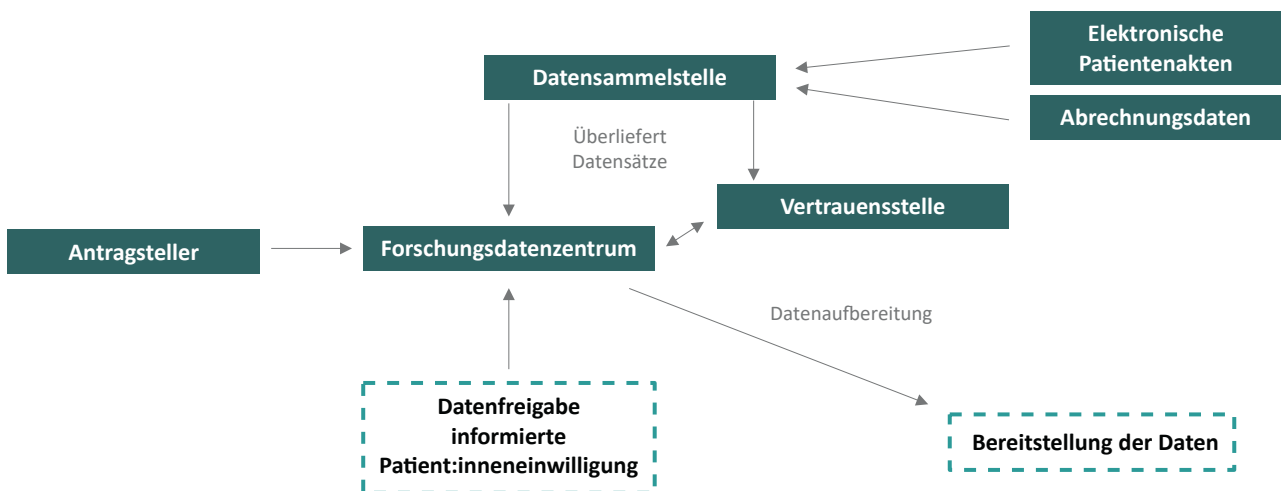 Elektronische
Patientenakten
Datensammelstelle
Abrechnungsdaten
Überliefert
Datensätze
Vertrauensstelle
Antragsteller
Forschungsdatenzentrum
Datenaufbereitung
Datenfreigabe
informierte
Patient:inneneinwilligung
Bereitstellung der Daten